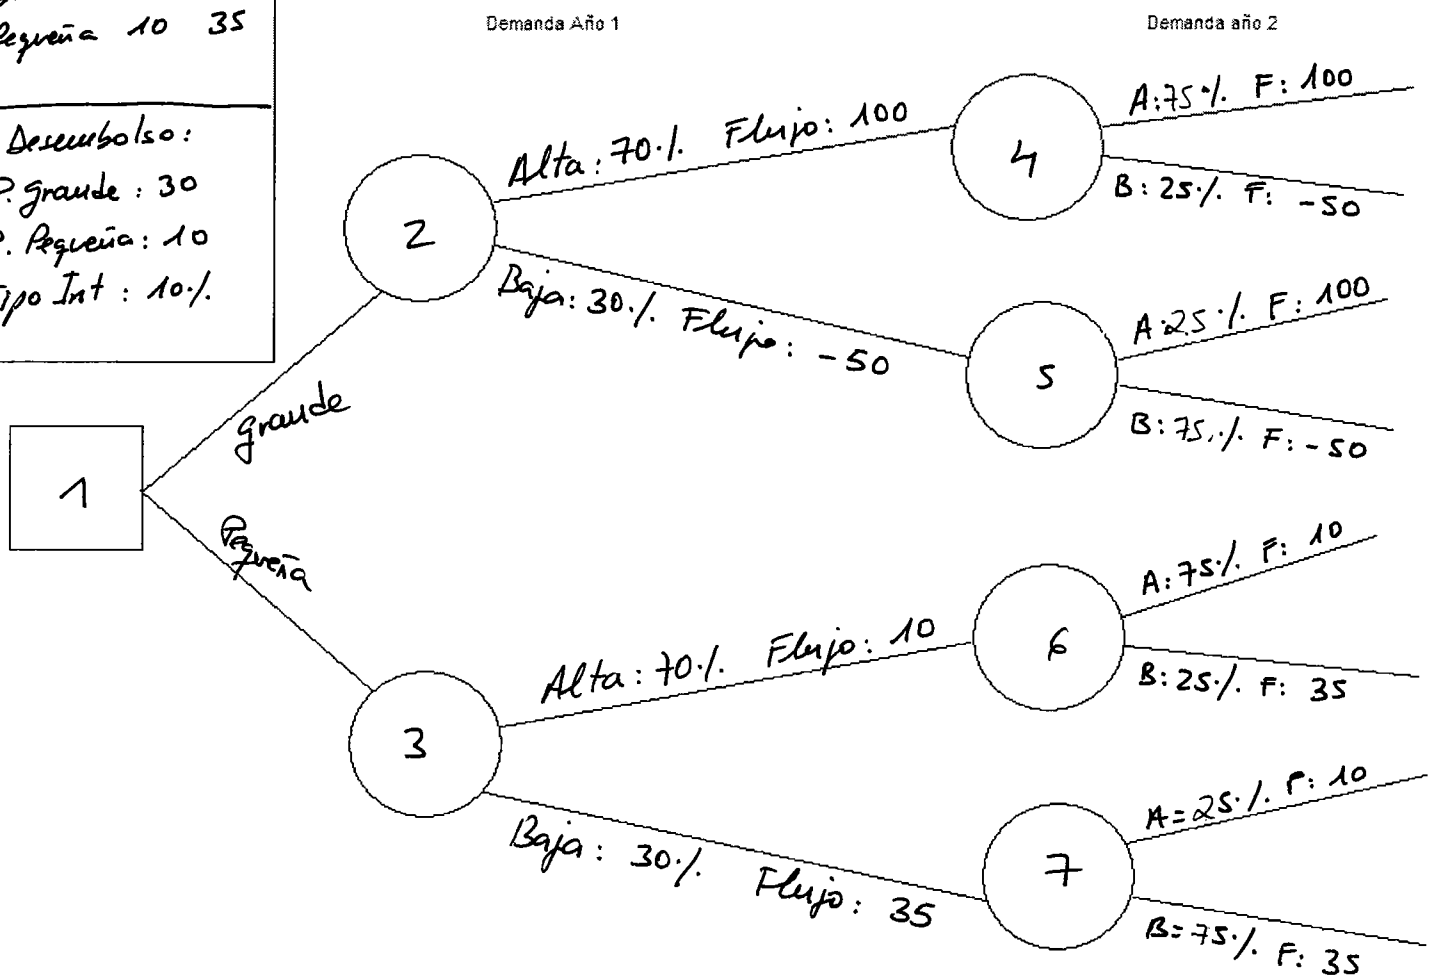 Pequeña 10 35
Desembolso:
P. grande: 30
P. Pequeña: 10
Tipo Int: 10%
Demanda Año 1
Demanda año 2
1
grande
Pequeña
2
Alta: 70% Flujo: 100
Baja: 30% Flujo: -50
4
A: 75% F: 100
B: 25% F: -50
5
A: 25% F: 100
B: 75% F: -50
3
Alta: 70% Flujo: 10
Baja: 30% Flujo: 35
6
A: 75% F: 10
B: 25% F: 35
7
A= 25% F: 10
B= 75% F: 35